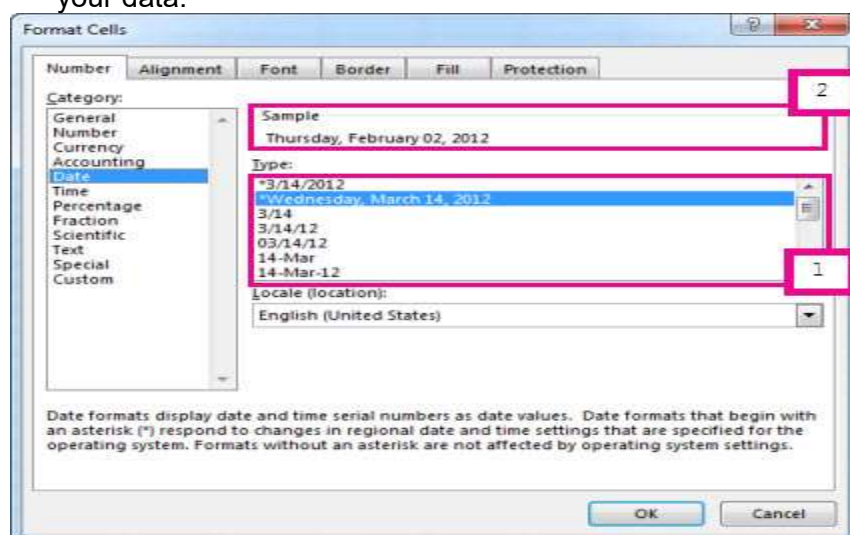 your data.
Format Cells
Number Alignment Font Border Fill Protection
Category:
General
Number
Currency
Accounting
Date
Time
Percentage
Fraction
Scientific
Text
Special
Custom
2
Sample
Thursday, February 02, 2012
Type:
*3/14/2012
*Wednesday, March 14, 2012
3/14
3/14/12
03/14/12
14-Mar
14-Mar-12
1
Locale (location):
English (United States)
Date formats display date and time serial numbers as date values. Date formats that begin with
an asterisk (*) respond to changes in regional date and time settings that are specified for the
operating system. Formats without an asterisk are not affected by operating system settings.
OK Cancel